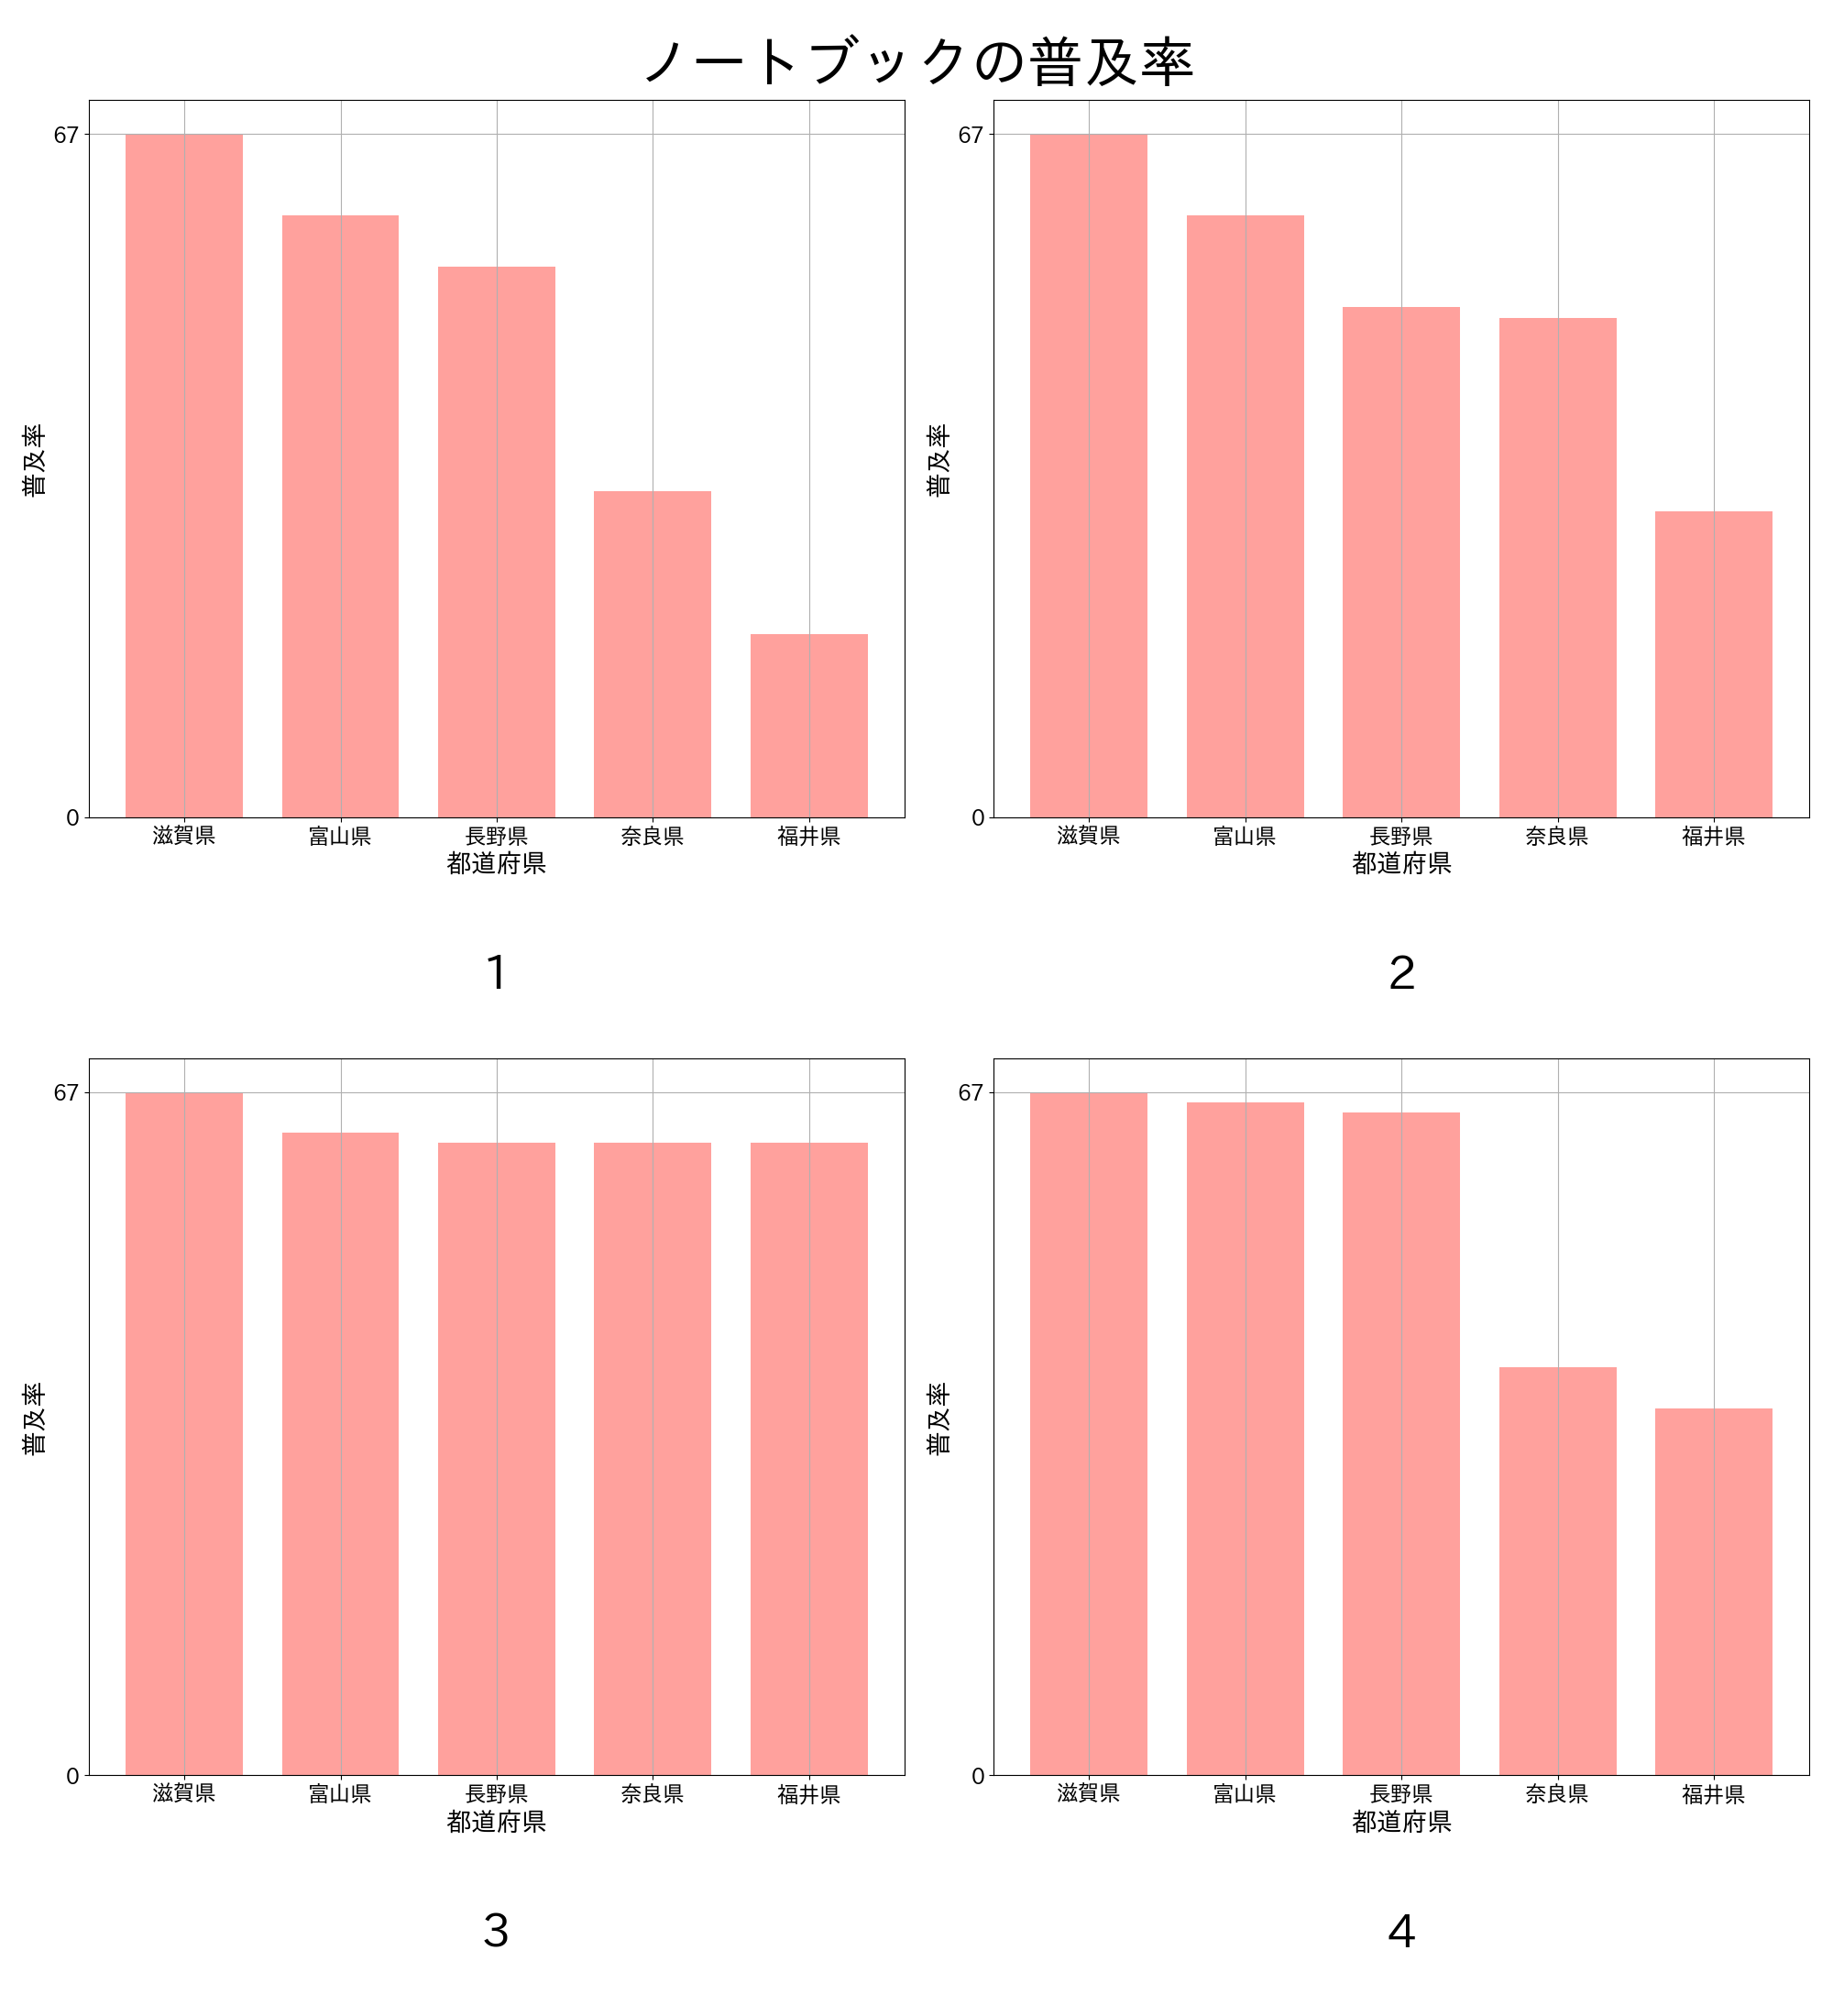 ノートブックの普及率
67
0
普及率
滋賀県 富山県 長野県 奈良県 福井県
都道府県
1
67
0
普及率
滋賀県 富山県 長野県 奈良県 福井県
都道府県
2
67
0
普及率
滋賀県 富山県 長野県 奈良県 福井県
都道府県
3
67
0
普及率
滋賀県 富山県 長野県 奈良県 福井県
都道府県
4